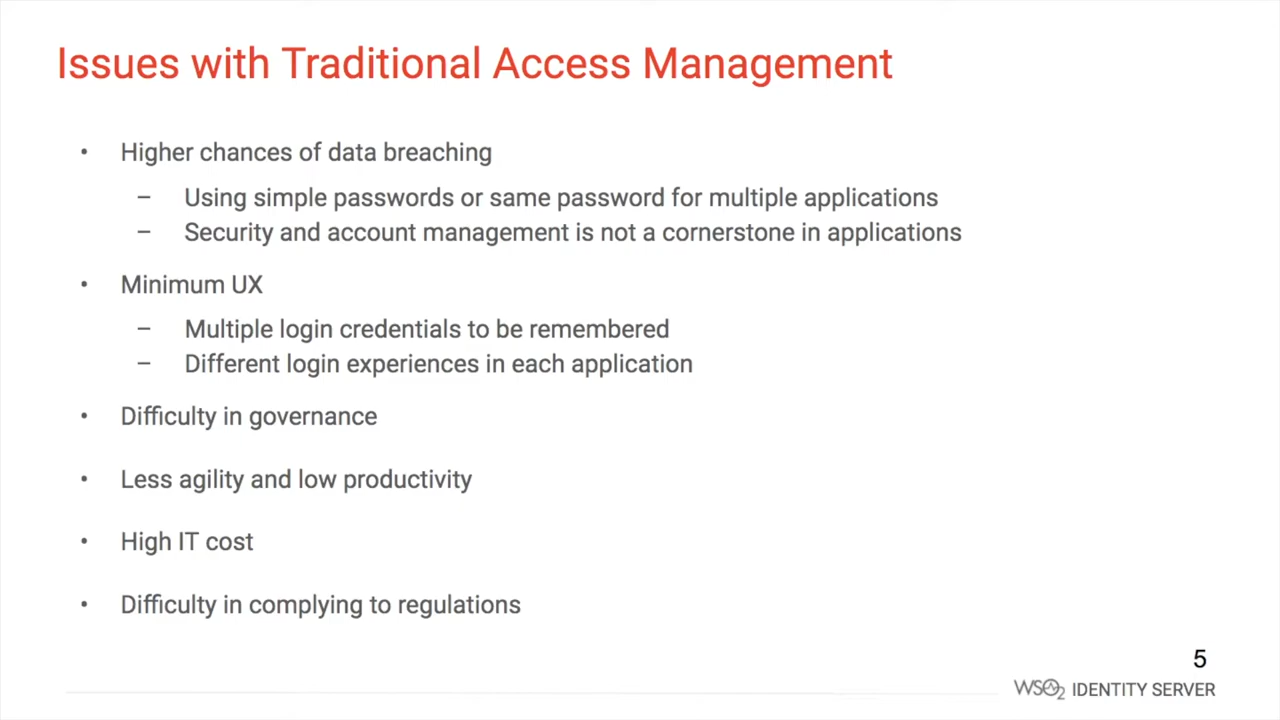 Issues with Traditional Access Management
• Higher chances of data breaching
– Using simple passwords or same password for multiple applications
– Security and account management is not a cornerstone in applications
• Minimum UX
– Multiple login credentials to be remembered
– Different login experiences in each application
• Difficulty in governance
• Less agility and low productivity
• High IT cost
• Difficulty in complying to regulations
5
WSO2 IDENTITY SERVER